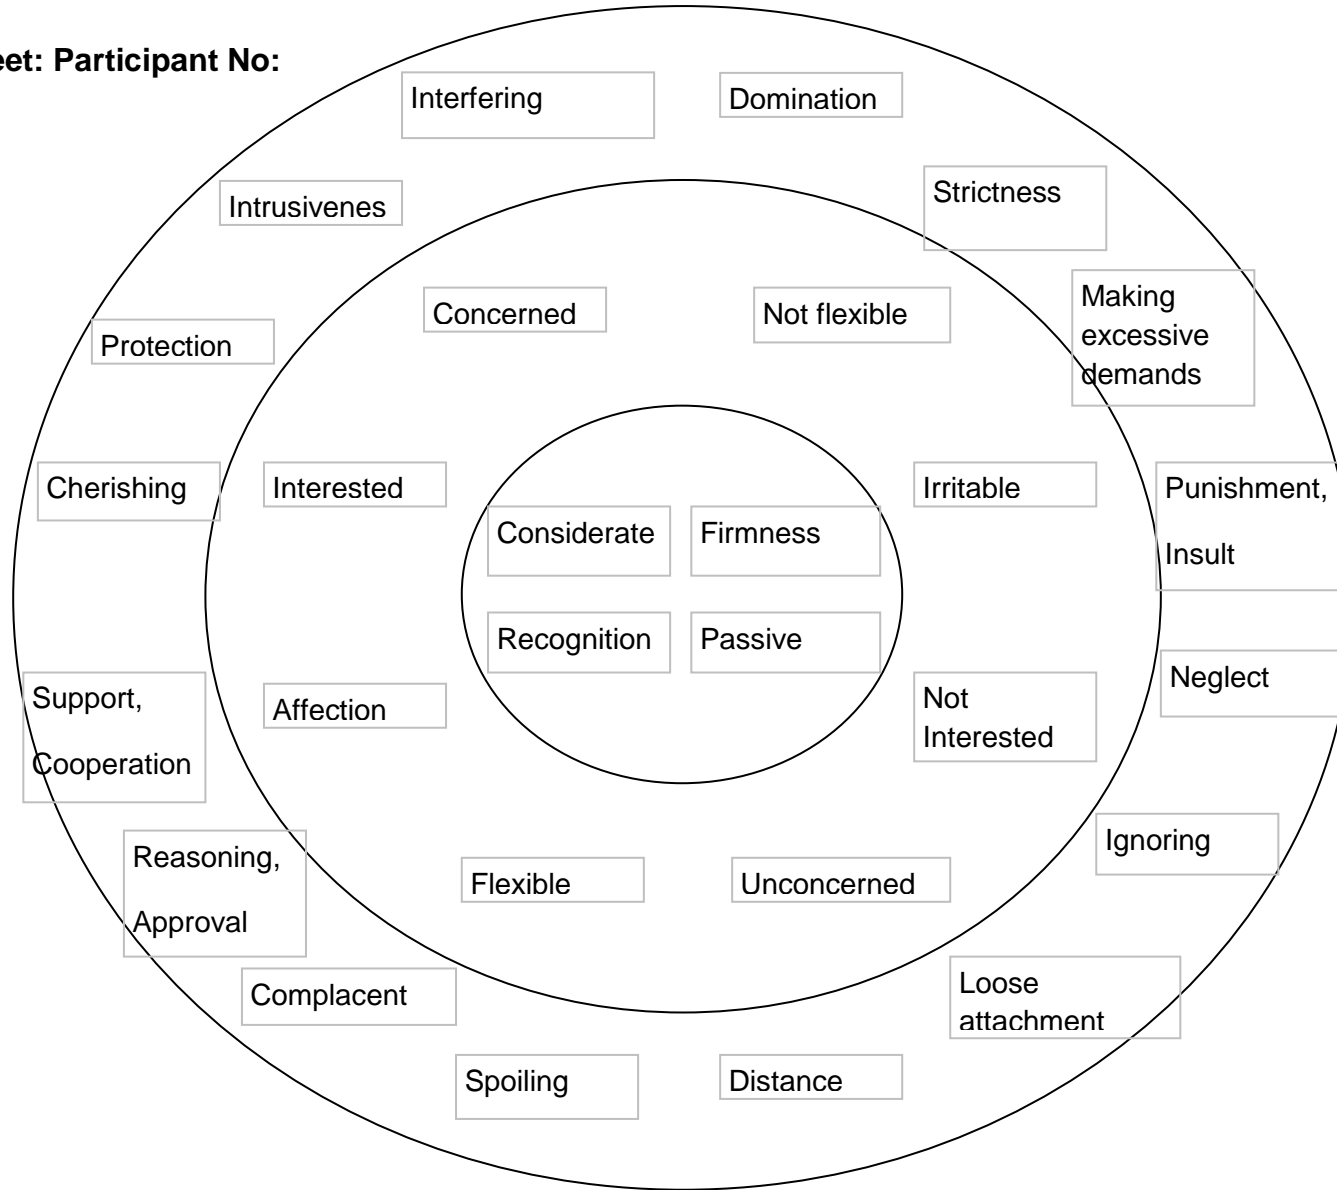 eet: Participant No:
Interfering
Domination
Intrusivenes
Strictness
Concerned
Not flexible
Making
excessive
demands
Protection
Cherishing
Interested
Irritable
Punishment,
Insult
Considerate
Firmness
Recognition
Passive
Support,
Cooperation
Affection
Not
Interested
Neglect
Reasoning,
Approval
Flexible
Unconcerned
Ignoring
Complacent
Loose
attachment
Spoiling
Distance